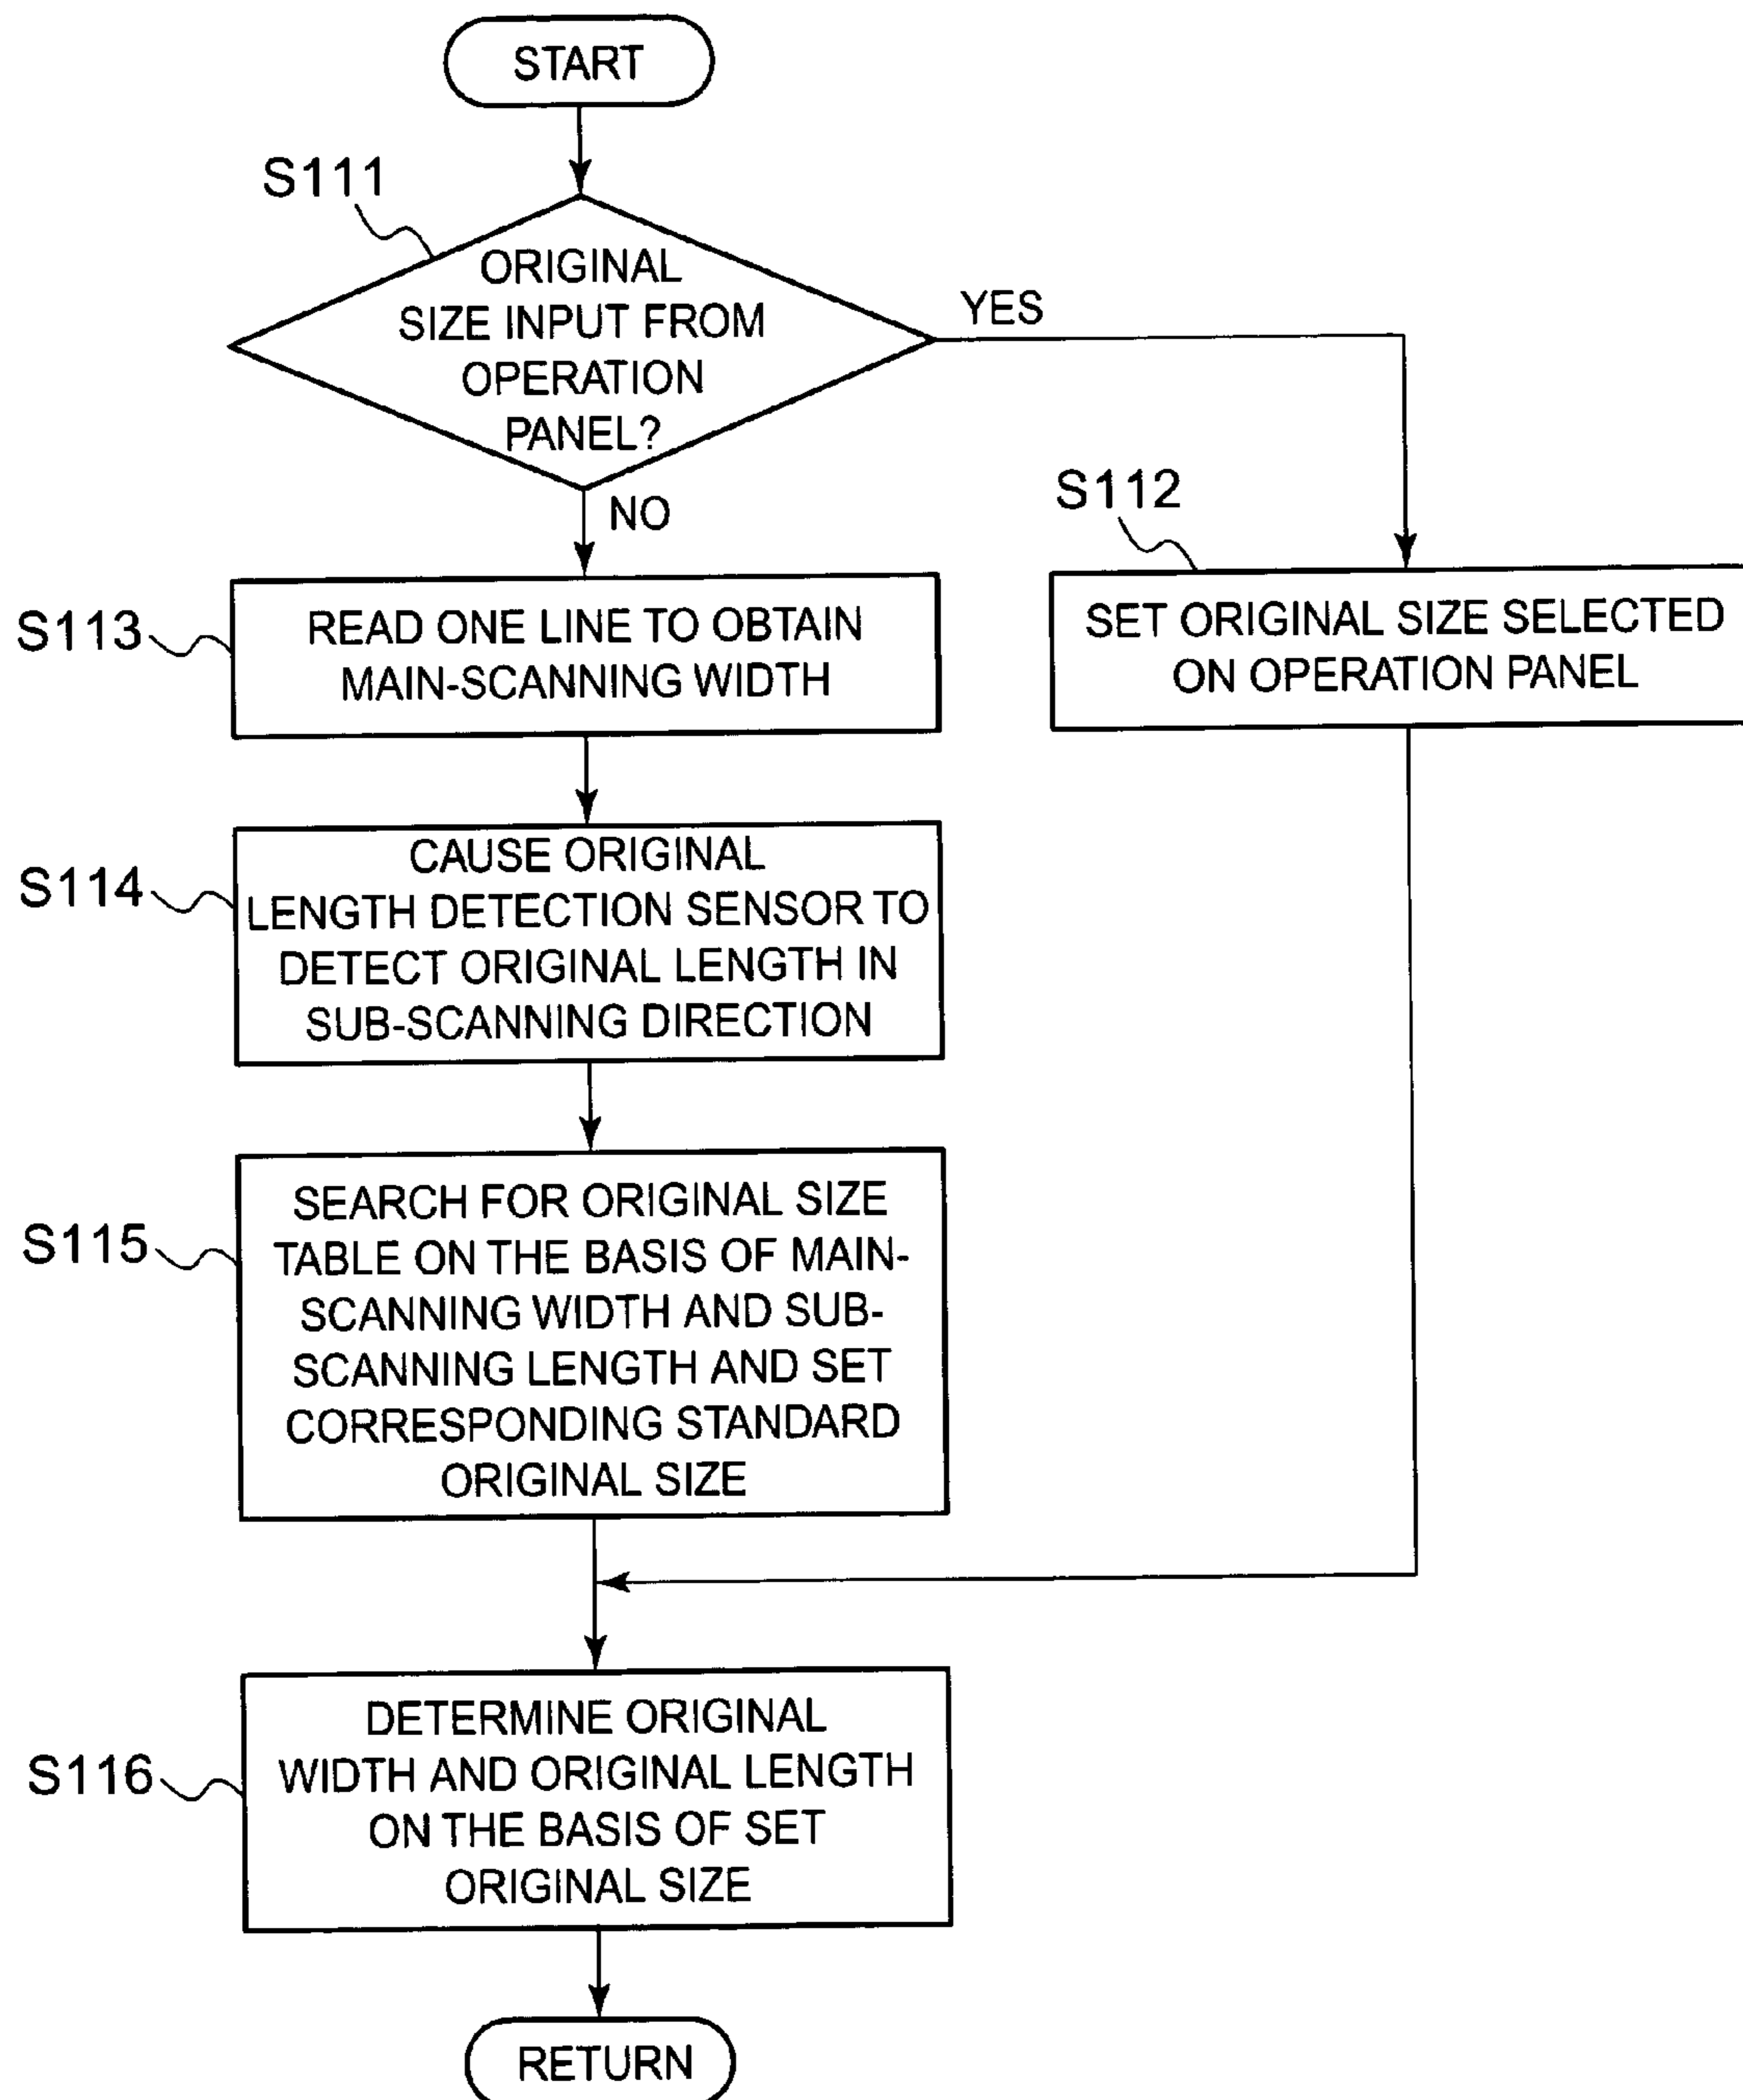 START
S111
ORIGINAL
SIZE INPUT FROM
OPERATION
PANEL?
YES
NO
S112
SET ORIGINAL SIZE SELECTED
ON OPERATION PANEL
S113
READ ONE LINE TO OBTAIN
MAIN-SCANNING WIDTH
S114
CAUSE ORIGINAL
LENGTH DETECTION SENSOR TO
DETECT ORIGINAL LENGTH IN
SUB-SCANNING DIRECTION
S115
SEARCH FOR ORIGINAL SIZE
TABLE ON THE BASIS OF MAIN-
SCANNING WIDTH AND SUB-
SCANNING LENGTH AND SET
CORRESPONDING STANDARD
ORIGINAL SIZE
S116
DETERMINE ORIGINAL
WIDTH AND ORIGINAL LENGTH
ON THE BASIS OF SET
ORIGINAL SIZE
RETURN